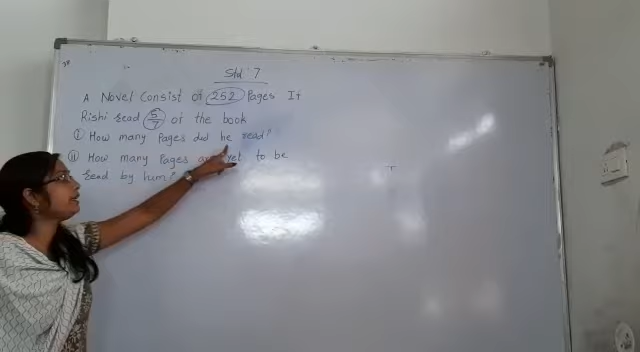 Std : 7
A Novel Consist of 252 Pages If
Rishi read 5/7 of the book
I How many Pages did he read?
II How many Pages are yet to be
read by him?